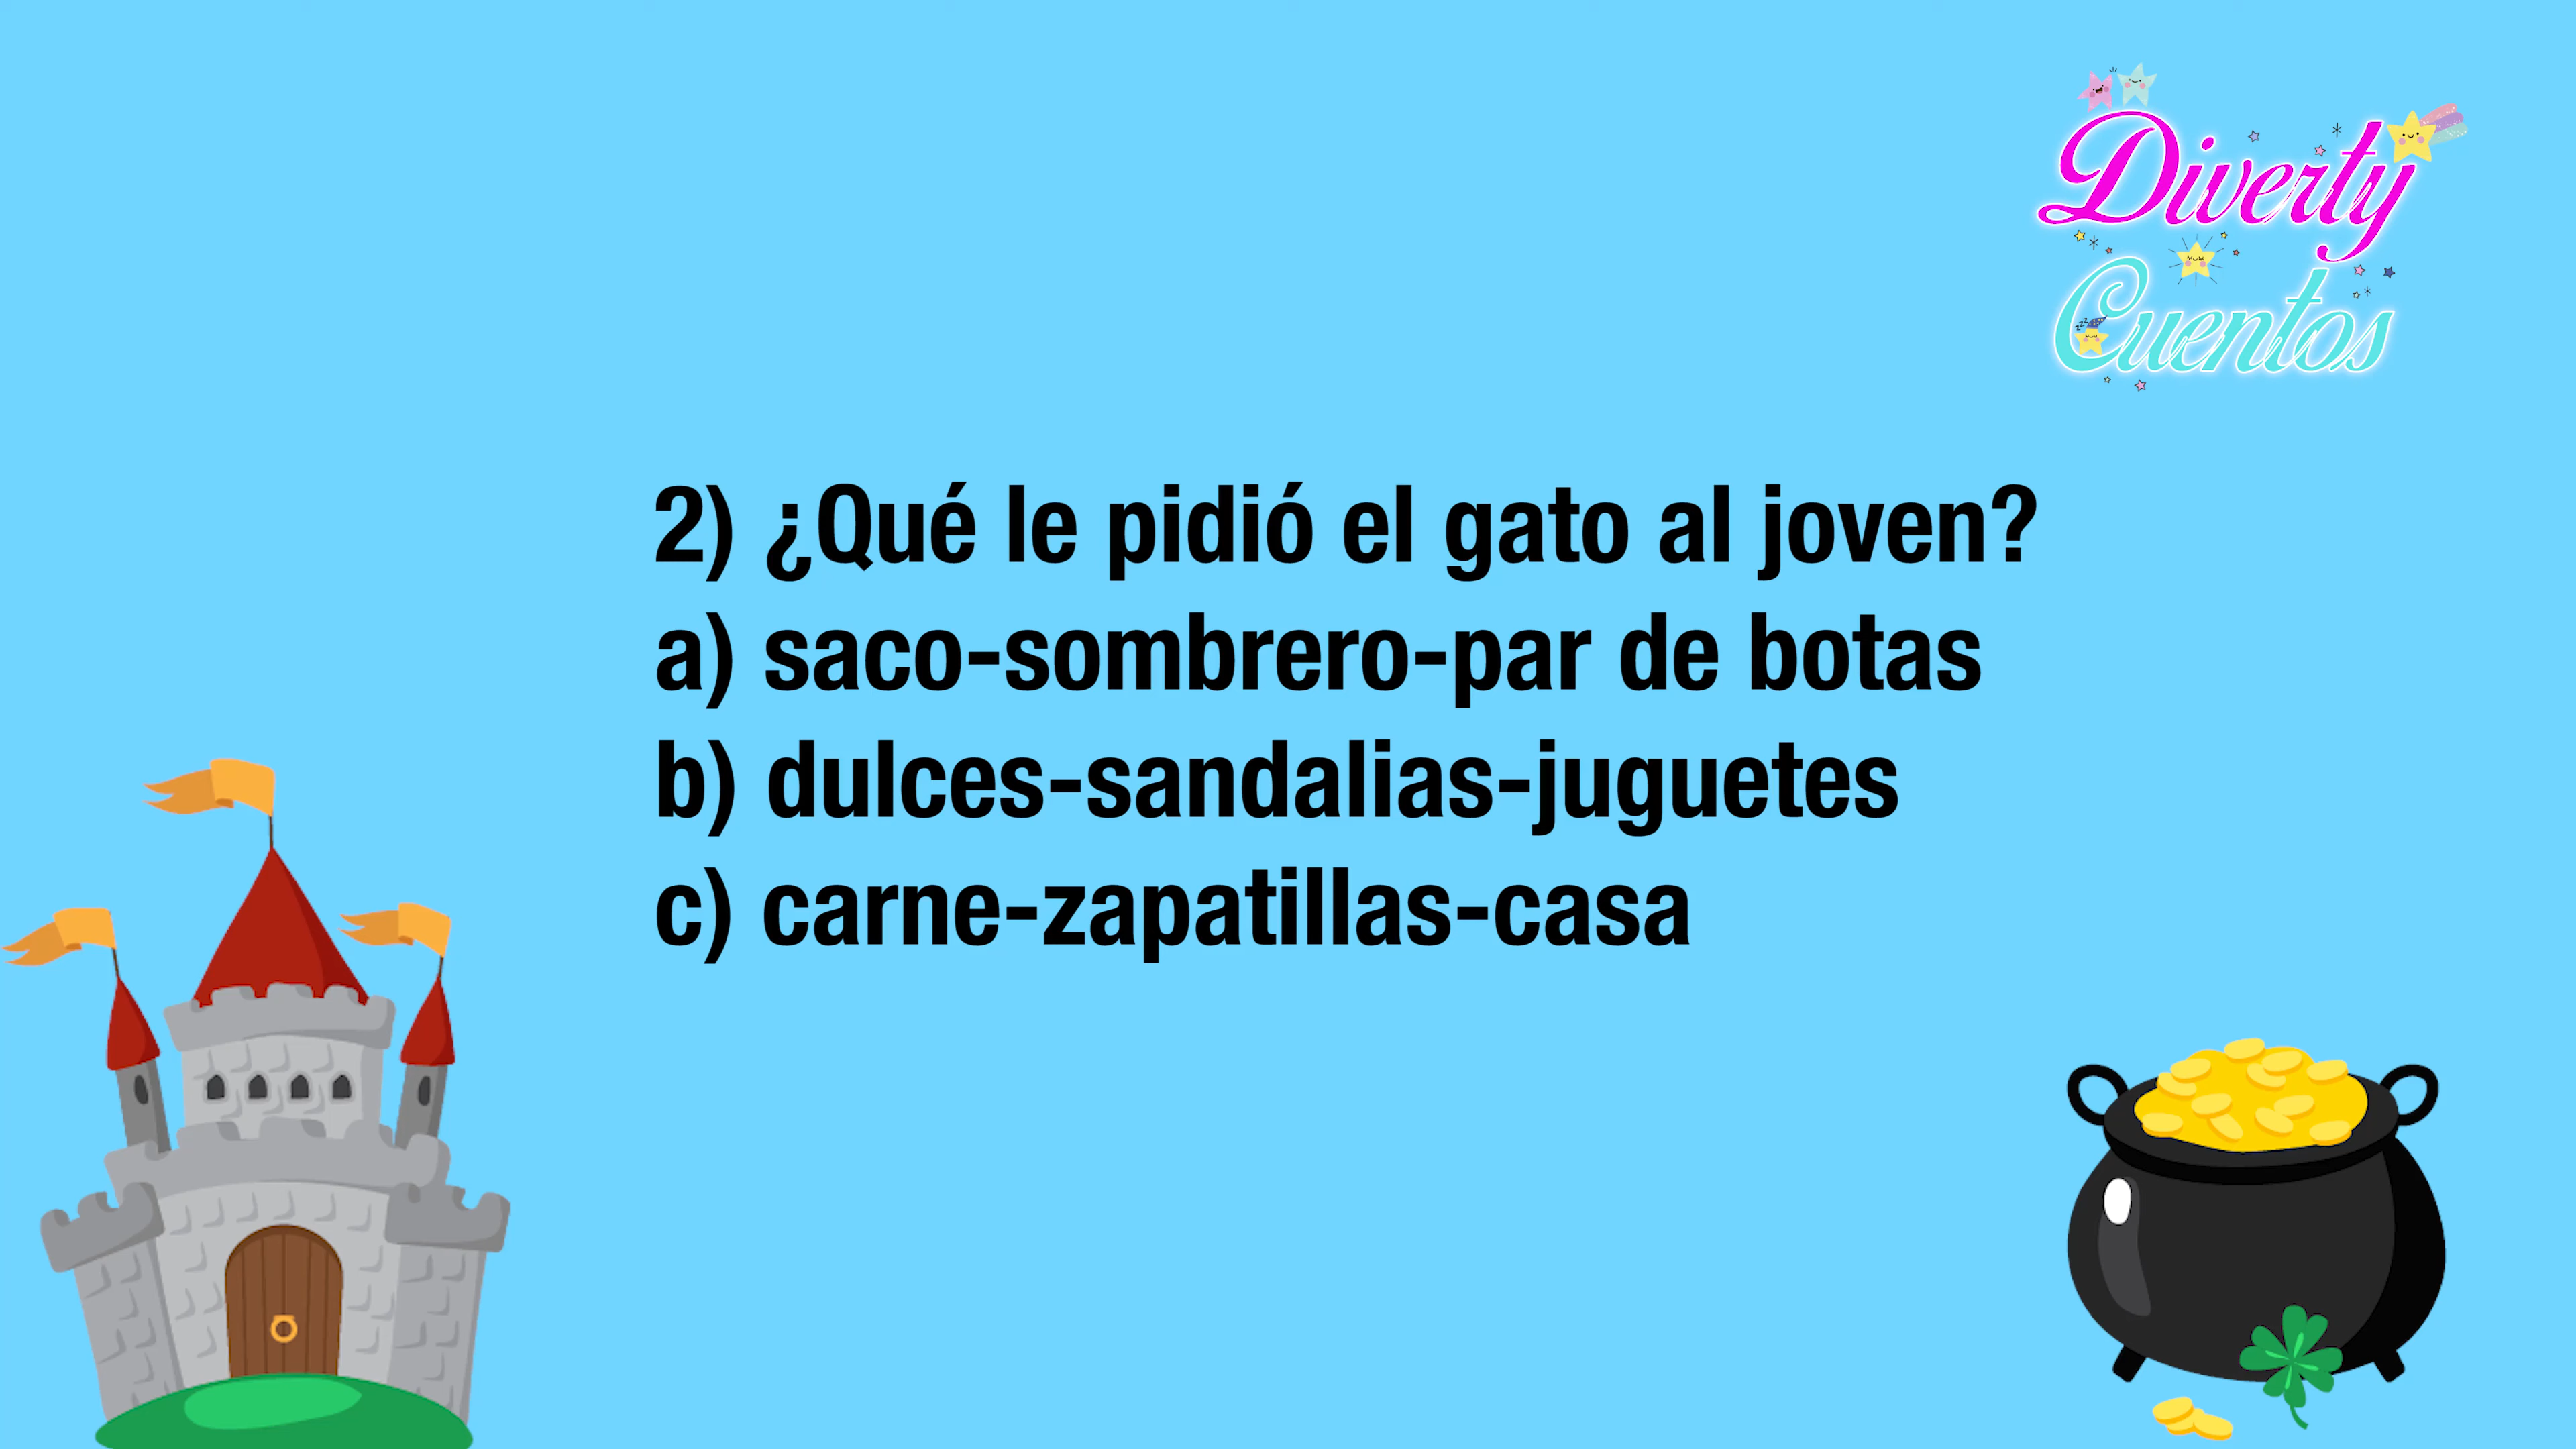 Diverty
Cuentos
2) ¿Qué le pidió el gato al joven?
a) saco-sombrero-par de botas
b) dulces-sandalias-juguetes
c) carne-zapatillas-casa